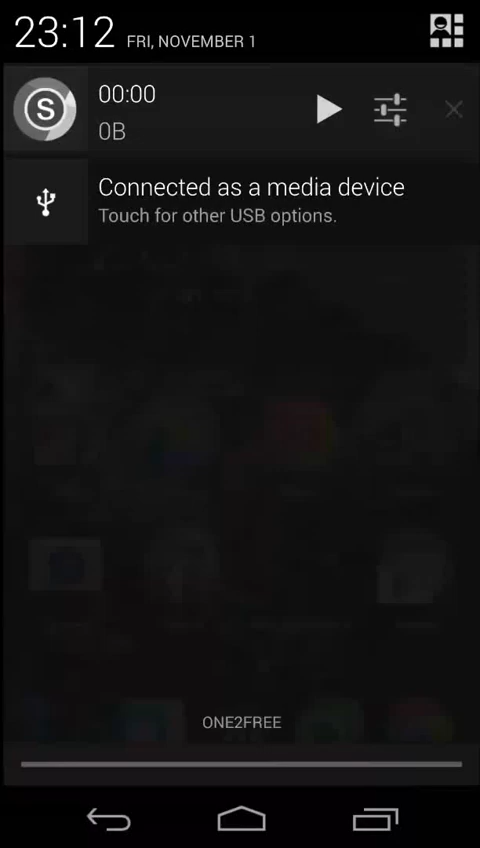 23:12 FRI, NOVEMBER 1
S
00:00
0B
Connected as a media device
Touch for other USB options.
ONE2FREE